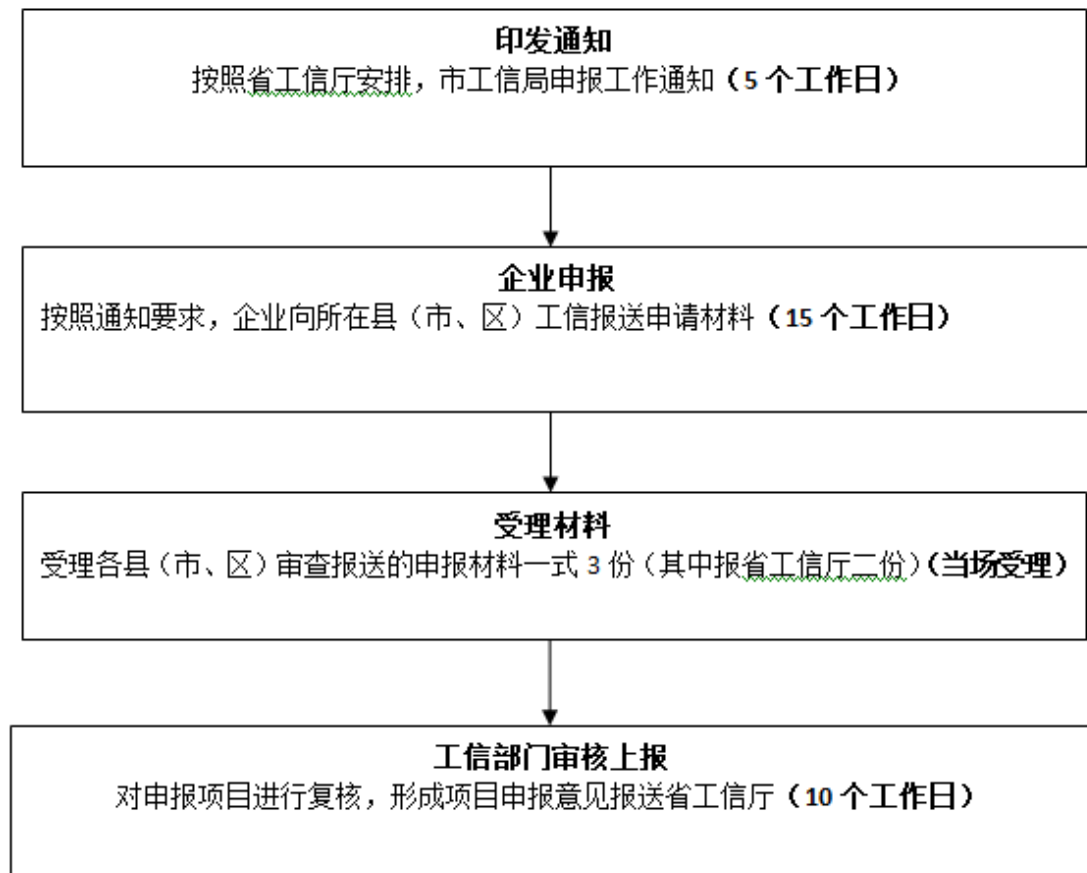 印发通知
按照省工信厅安排，市工信局申报工作通知（5 个工作日）
企业申报
按照通知要求，企业向所在县（市、区）工信报送申请材料（15 个工作日）
受理材料
受理各县（市、区）审查报送的申报材料一式 3 份（其中报省工信厅二份）（当场受理）
工信部门审核上报
对申报项目进行复核，形成项目申报意见报送省工信厅（10 个工作日）